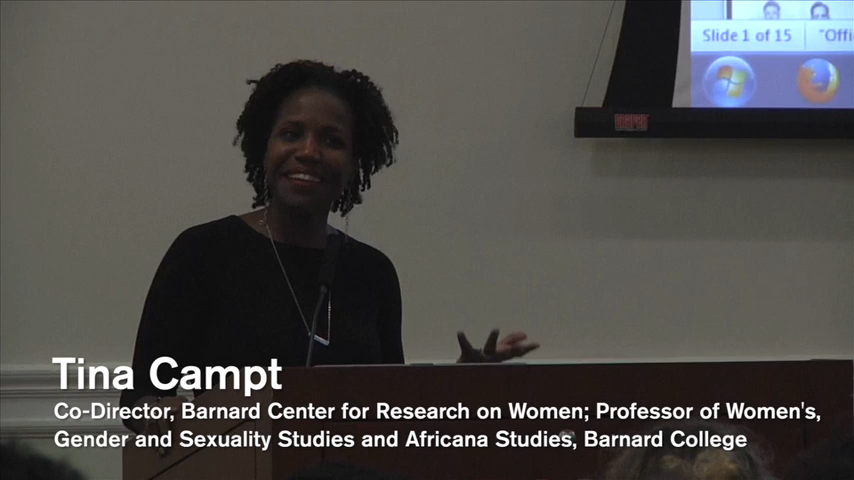 Slide 1 of 15
"Offi
Tina Campt
Co-Director, Barnard Center for Research on Women; Professor of Women's,
Gender and Sexuality Studies and Africana Studies, Barnard College